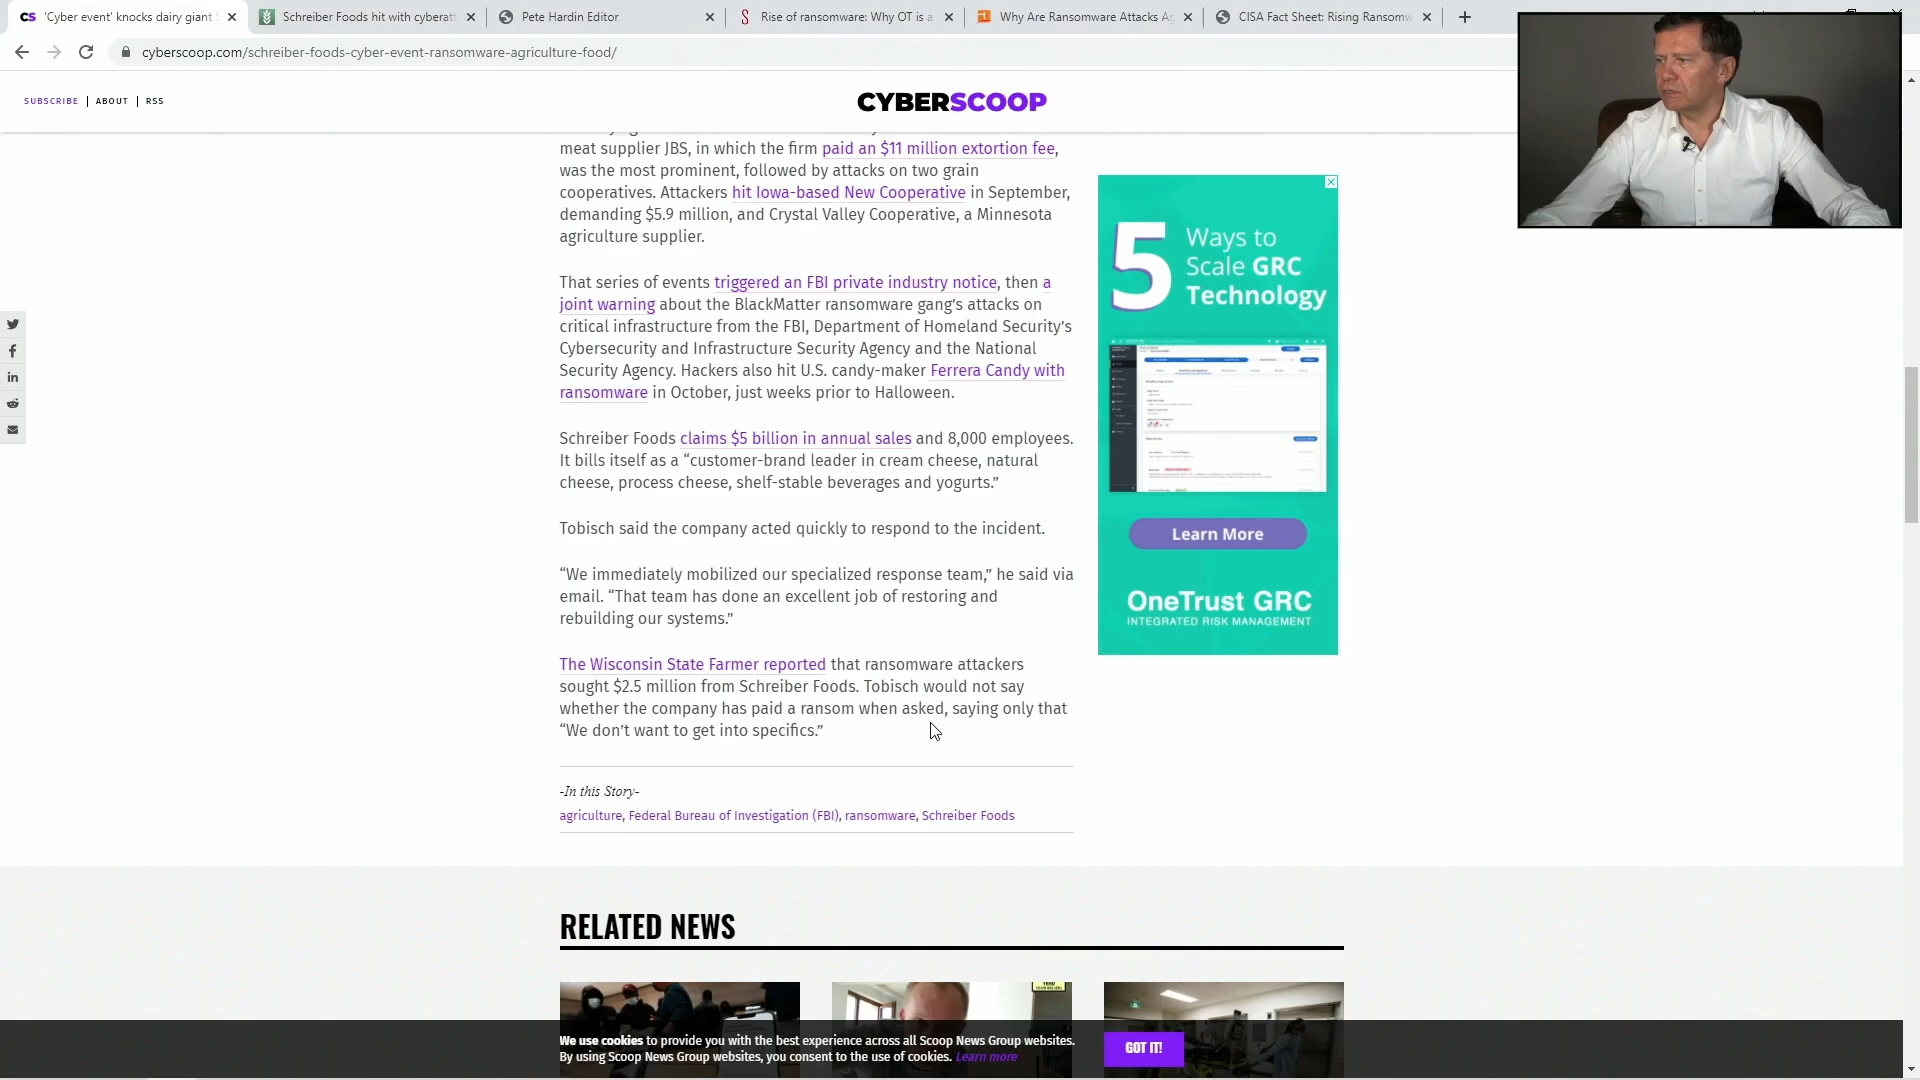 CS 'Cyber event' knocks dairy giant
Schreiber Foods hit with cyberatt
Pete Hardin Editor
Rise of ransomware: Why OT is a
Why Are Ransomware Attacks Ag
CISA Fact Sheet: Rising Ransomw
cyberscoop.com/schreiber-foods-cyber-event-ransomware-agriculture-food/
SUBSCRIBE | ABOUT | RSS
CYBERSCOOP
meat supplier JBS, in which the firm paid an $11 million extortion fee,
was the most prominent, followed by attacks on two grain
cooperatives. Attackers hit Iowa-based New Cooperative in September,
demanding $5.9 million, and Crystal Valley Cooperative, a Minnesota
agriculture supplier.
That series of events triggered an FBI private industry notice, then a
joint warning about the BlackMatter ransomware gang’s attacks on
critical infrastructure from the FBI, Department of Homeland Security’s
Cybersecurity and Infrastructure Security Agency and the National
Security Agency. Hackers also hit U.S. candy-maker Ferrera Candy with
ransomware in October, just weeks prior to Halloween.
Schreiber Foods claims $5 billion in annual sales and 8,000 employees.
It bills itself as a “customer-brand leader in cream cheese, natural
cheese, process cheese, shelf-stable beverages and yogurts.”
Tobisch said the company acted quickly to respond to the incident.
“We immediately mobilized our specialized response team,” he said via
email. “That team has done an excellent job of restoring and
rebuilding our systems.”
The Wisconsin State Farmer reported that ransomware attackers
sought $2.5 million from Schreiber Foods. Tobisch would not say
whether the company has paid a ransom when asked, saying only that
“We don’t want to get into specifics.”
-In this Story-
agriculture, Federal Bureau of Investigation (FBI), ransomware, Schreiber Foods
5 Ways to
Scale GRC
Technology
Learn More
OneTrust GRC
INTEGRATED RISK MANAGEMENT
RELATED NEWS
We use cookies to provide you with the best experience across all Scoop News Group websites.
By using Scoop News Group websites, you consent to the use of cookies. Learn more
GOT IT!